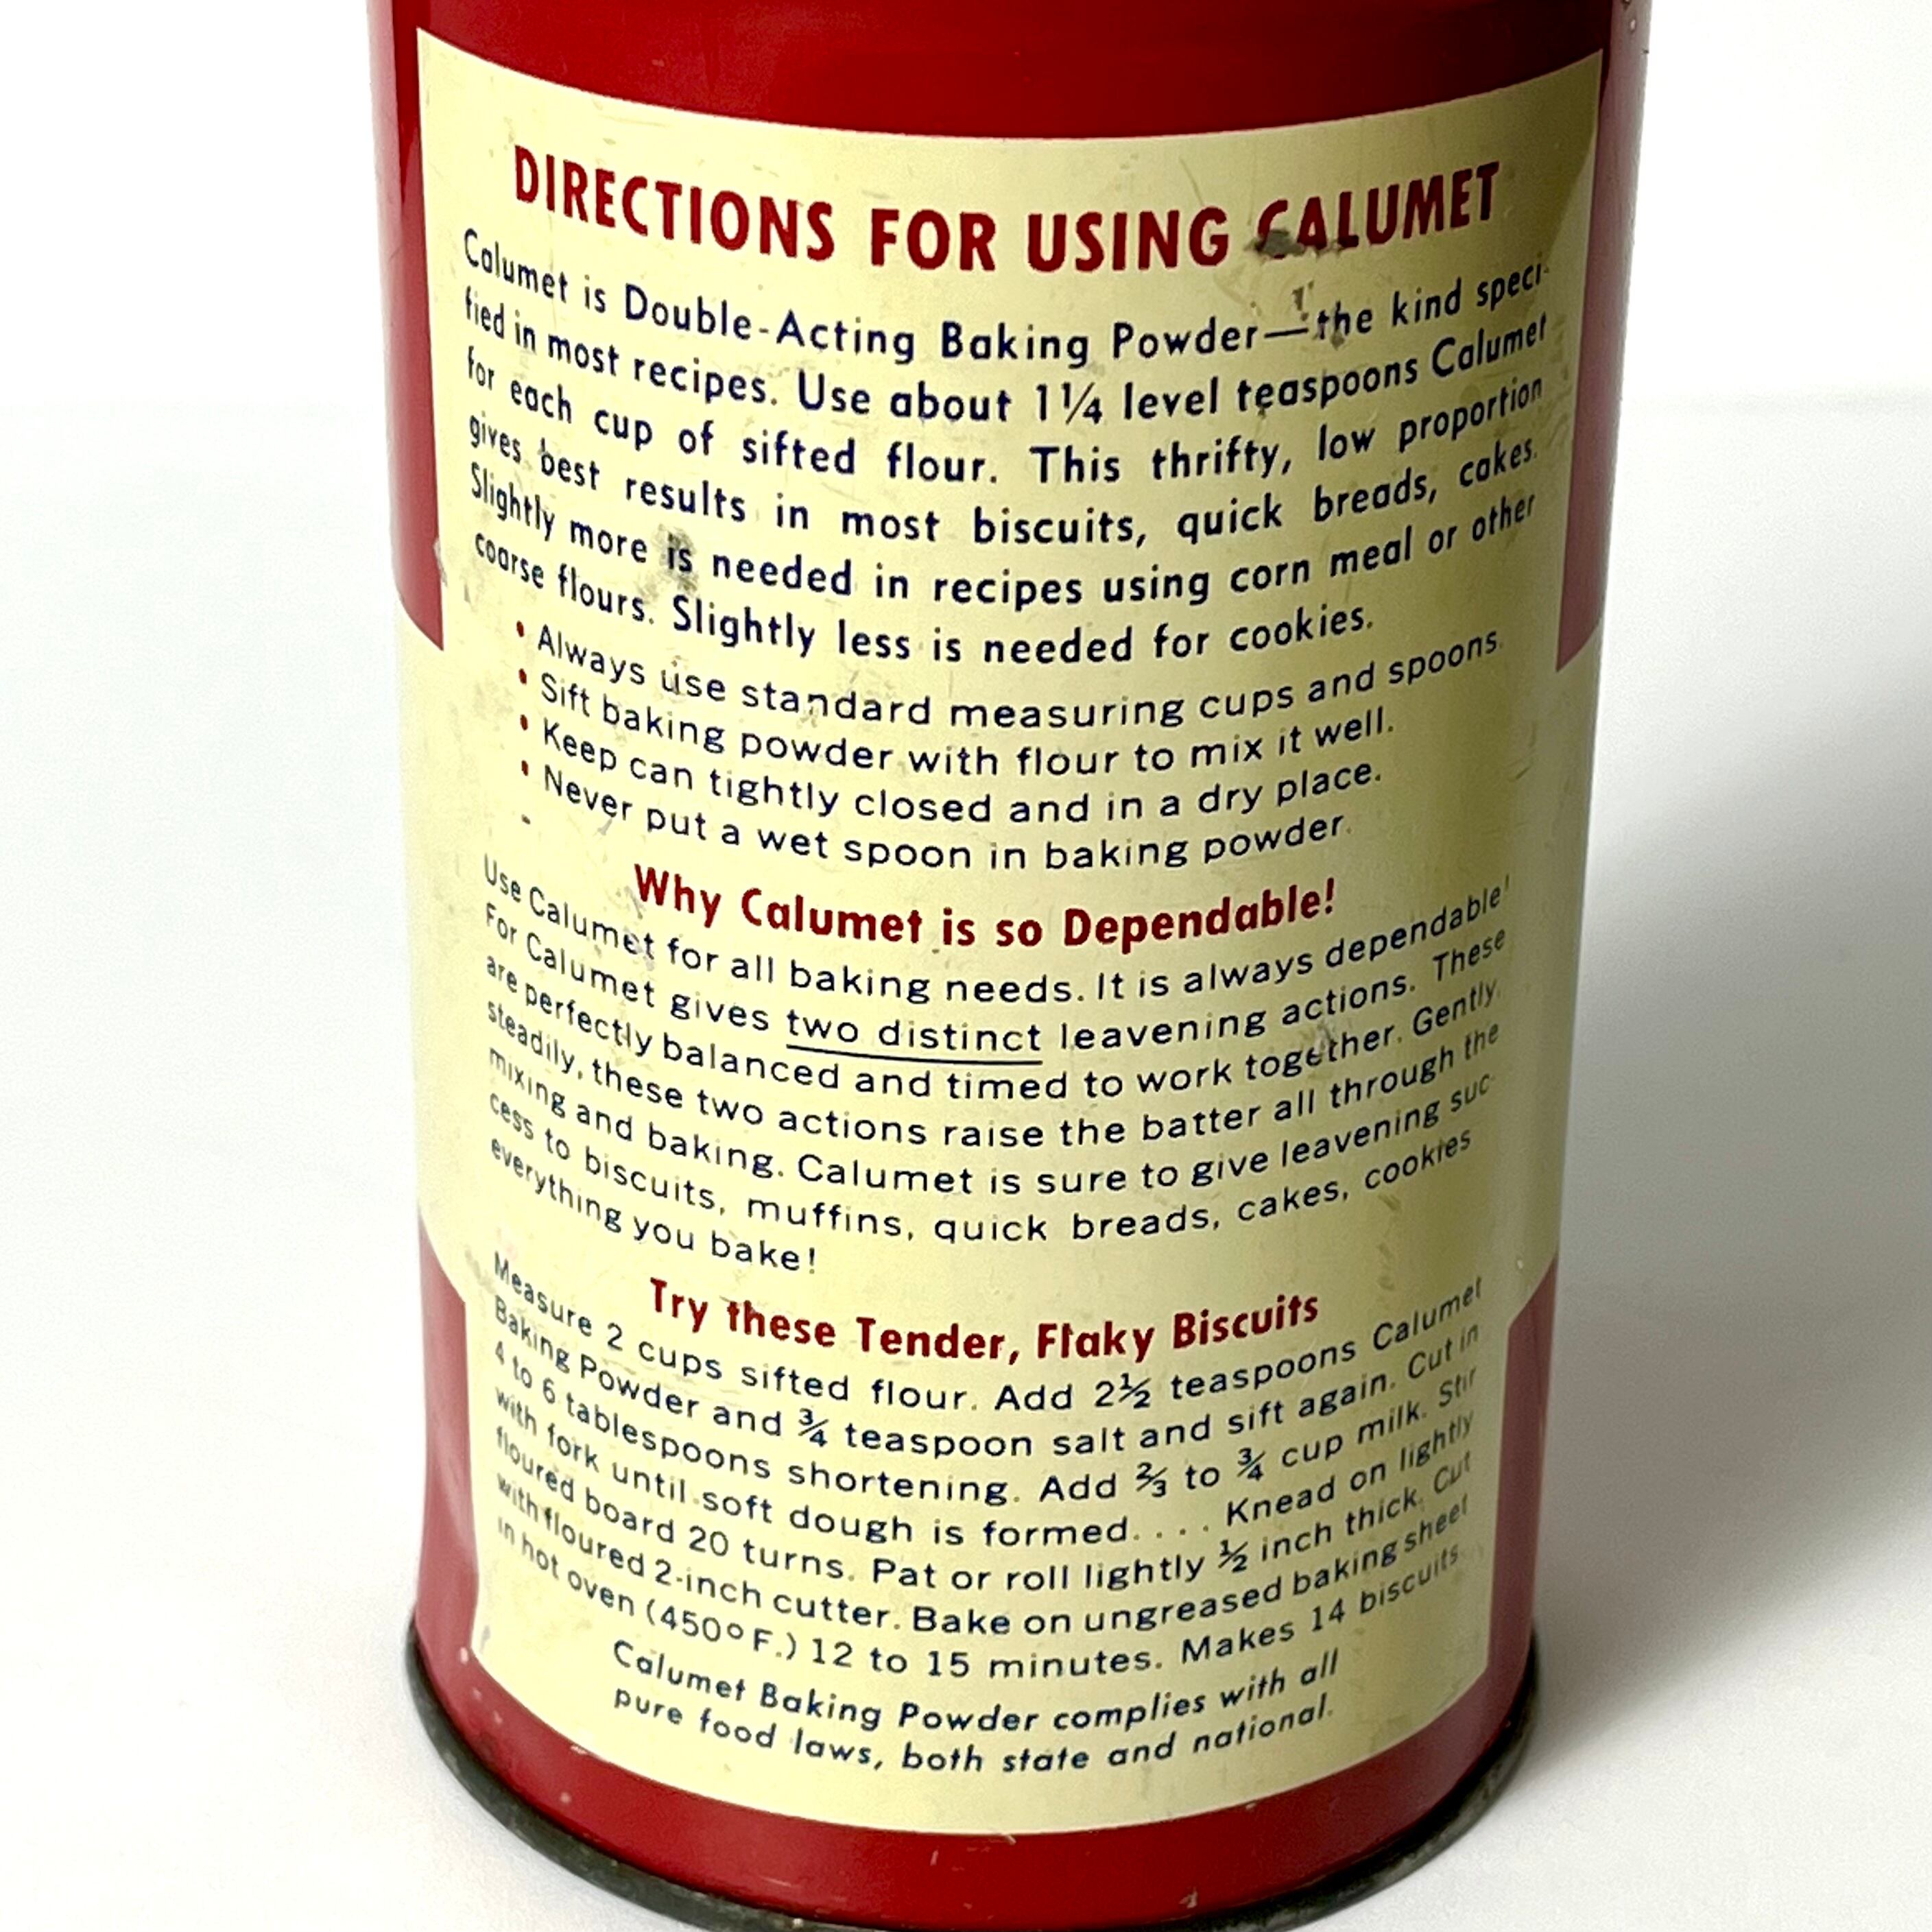 DIRECTIONS FOR USING CALUMET
Calumet is Double-Acting Baking Powder—the kind speci-
fied in most recipes. Use about 1¼ level teaspoons Calumet
for each cup of sifted flour. This thrifty, low proportion
gives best results in most biscuits, quick breads, cakes.
Slightly more is needed in recipes using corn meal or other
coarse flours. Slightly less is needed for cookies.
• Always use standard measuring cups and spoons.
• Sift baking powder with flour to mix it well.
• Keep can tightly closed and in a dry place.
• Never put a wet spoon in baking powder.
Why Calumet is so Dependable!
Use Calumet for all baking needs. It is always dependable!
For Calumet gives two distinct leavening actions. These
are perfectly balanced and timed to work together. Gently,
steadily, these two actions raise the batter all through the
mixing and baking. Calumet is sure to give leavening suc-
cess to biscuits, muffins, quick breads, cakes, cookies
everything you bake!
Try these Tender, Flaky Biscuits
Measure 2 cups sifted flour. Add 2½ teaspoons Calumet
Baking Powder and ¾ teaspoon salt and sift again. Cut in
4 to 6 tablespoons shortening. Add ⅔ to ¾ cup milk. Stir
with fork until soft dough is formed. . . . Knead on lightly
floured board 20 turns. Pat or roll lightly ½ inch thick. Cut
with floured 2-inch cutter. Bake on ungreased baking sheet
in hot oven (450° F.) 12 to 15 minutes. Makes 14 biscuits.
Calumet Baking Powder complies with all
pure food laws, both state and national.